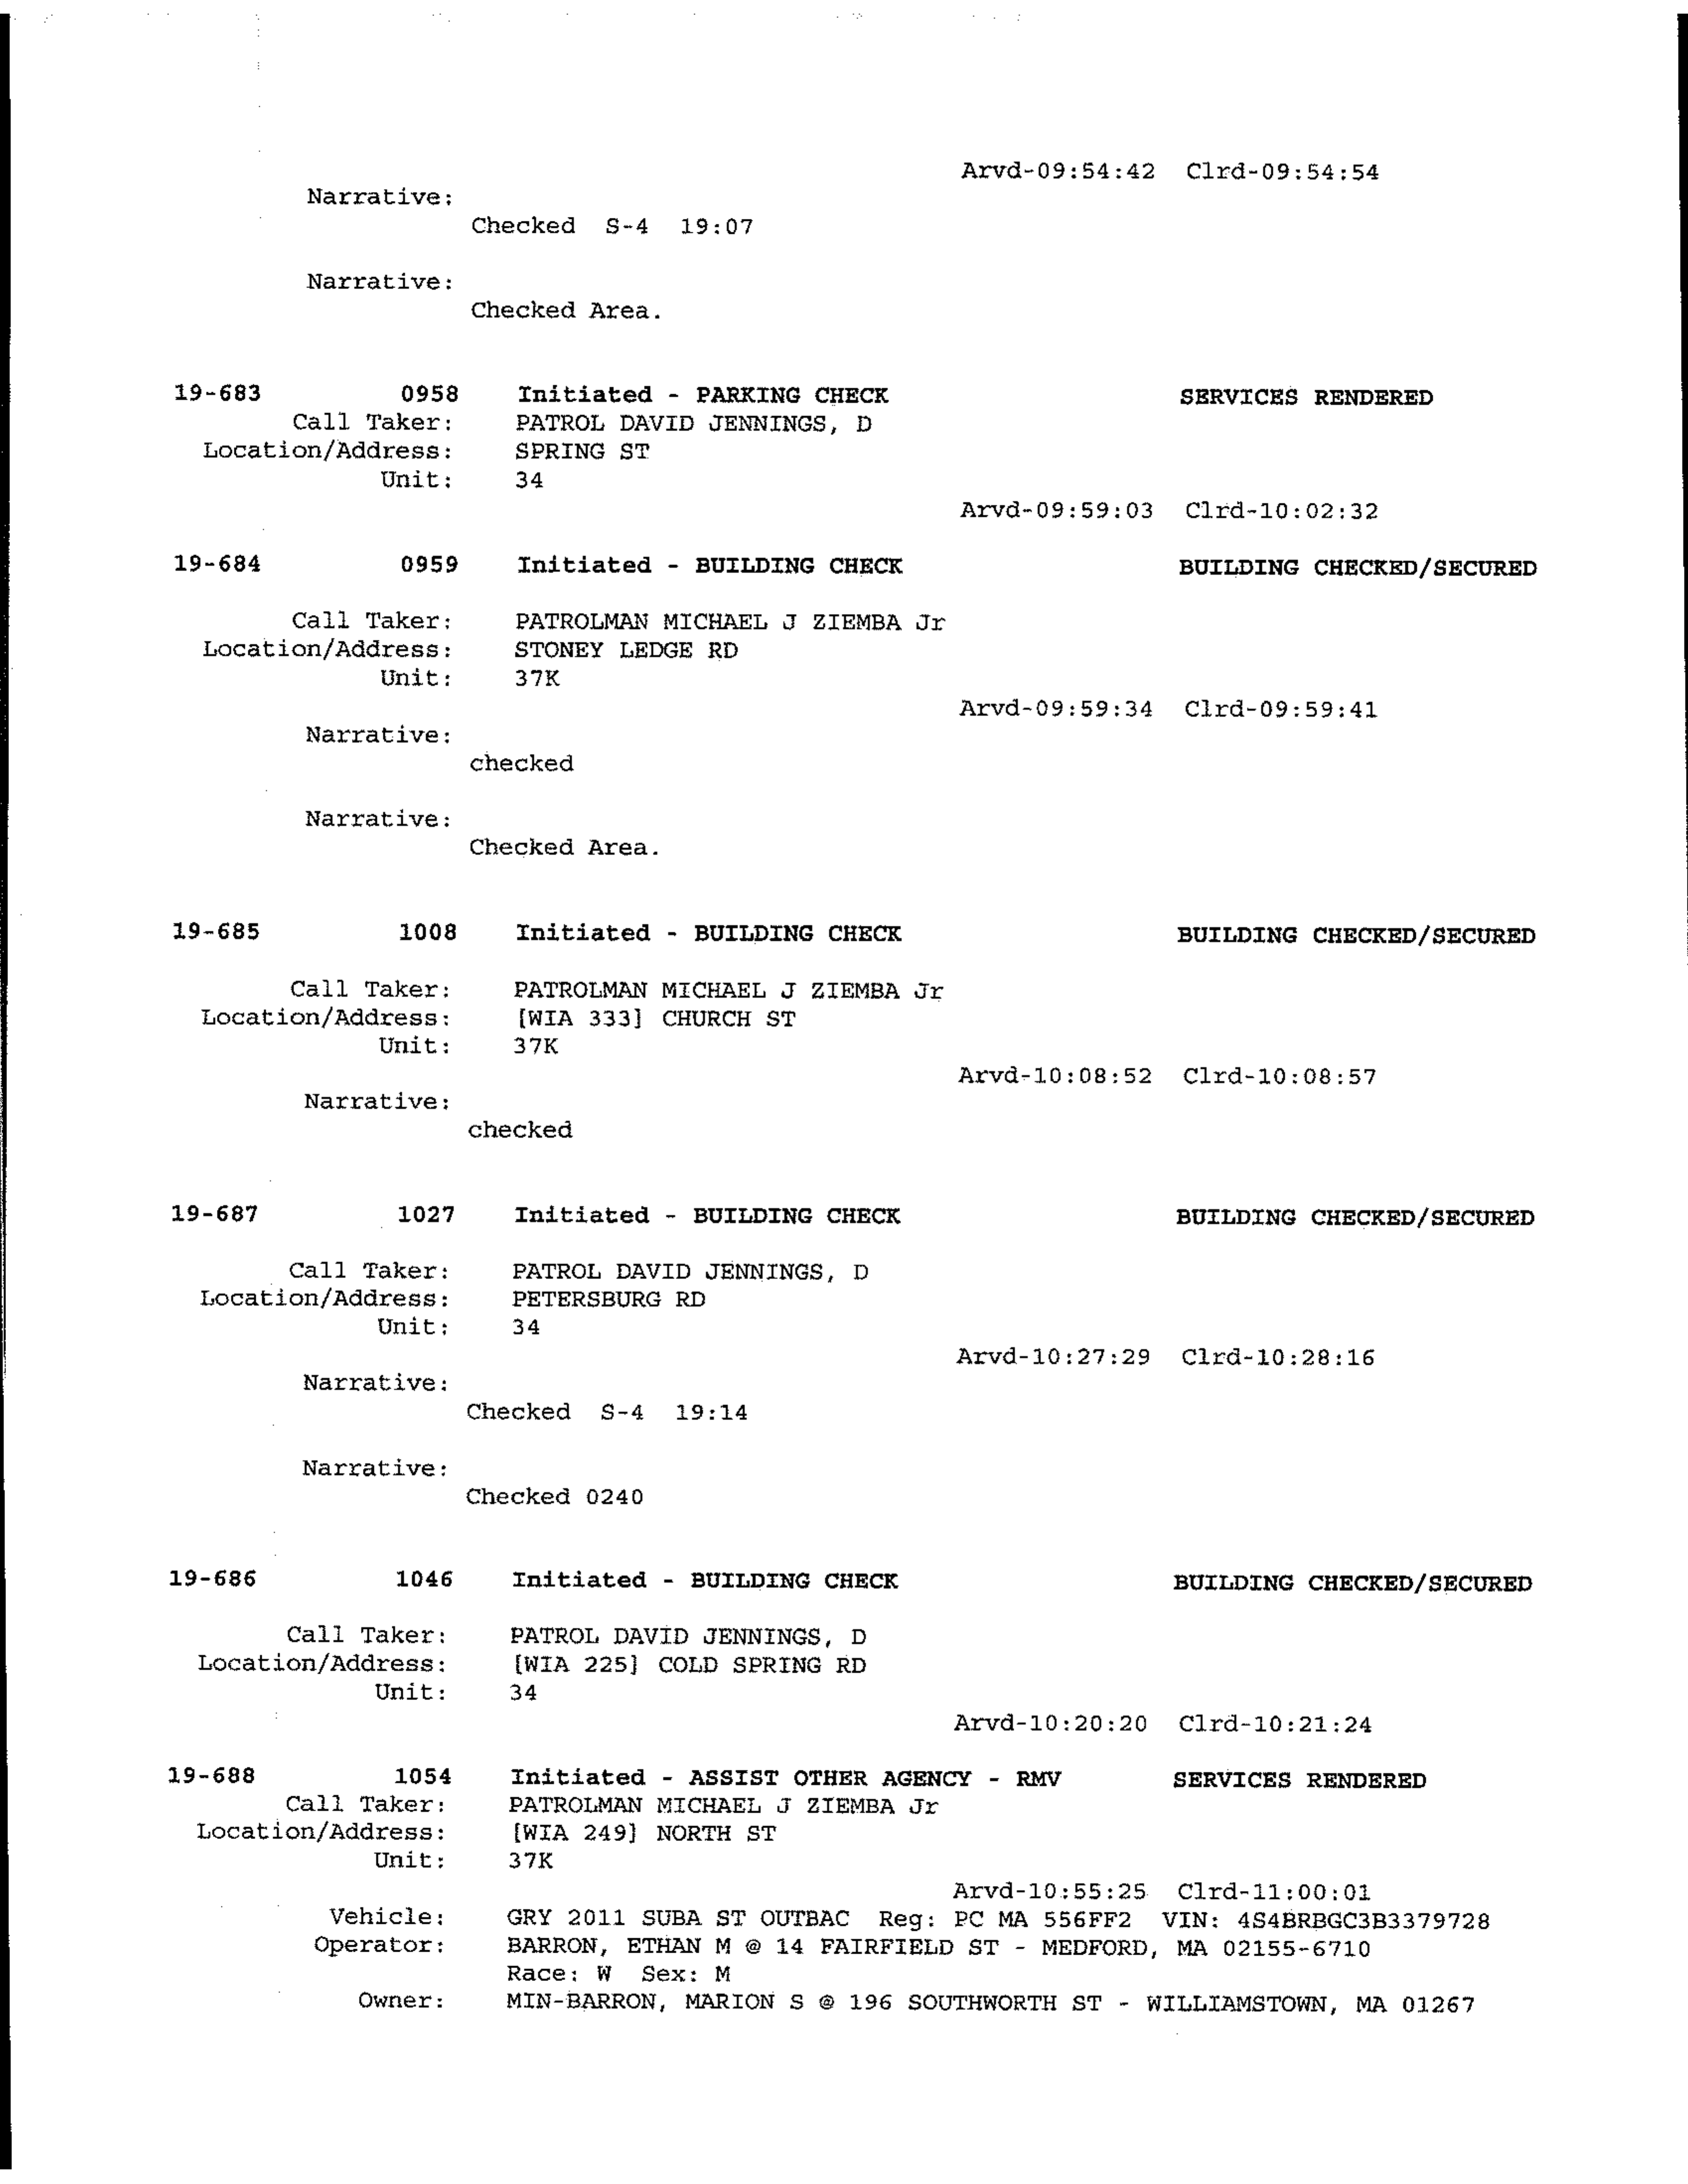 Arvd-09:54:42 Clrd-09:54:54
Narrative:
Checked S-4 19:07
Narrative:
Checked Area.
19-683 0958 Initiated - PARKING CHECK SERVICES RENDERED
Call Taker: PATROL DAVID JENNINGS, D
Location/Address: SPRING ST
Unit: 34
Arvd-09:59:03 Clrd-10:02:32
19-684 0959 Initiated - BUILDING CHECK BUILDING CHECKED/SECURED
Call Taker: PATROLMAN MICHAEL J ZIEMBA Jr
Location/Address: STONEY LEDGE RD
Unit: 37K
Arvd-09:59:34 Clrd-09:59:41
Narrative:
checked
Narrative:
Checked Area.
19-685 1008 Initiated - BUILDING CHECK BUILDING CHECKED/SECURED
Call Taker: PATROLMAN MICHAEL J ZIEMBA Jr
Location/Address: [WIA 333] CHURCH ST
Unit: 37K
Arvd-10:08:52 Clrd-10:08:57
Narrative:
checked
19-687 1027 Initiated - BUILDING CHECK BUILDING CHECKED/SECURED
Call Taker: PATROL DAVID JENNINGS, D
Location/Address: PETERSBURG RD
Unit: 34
Arvd-10:27:29 Clrd-10:28:16
Narrative:
Checked S-4 19:14
Narrative:
Checked 0240
19-686 1046 Initiated - BUILDING CHECK BUILDING CHECKED/SECURED
Call Taker: PATROL DAVID JENNINGS, D
Location/Address: [WIA 225] COLD SPRING RD
Unit: 34
Arvd-10:20:20 Clrd-10:21:24
19-688 1054 Initiated - ASSIST OTHER AGENCY - RMV SERVICES RENDERED
Call Taker: PATROLMAN MICHAEL J ZIEMBA Jr
Location/Address: [WIA 249] NORTH ST
Unit: 37K
Arvd-10:55:25 Clrd-11:00:01
Vehicle: GRY 2011 SUBA ST OUTBAC Reg: PC MA 556FF2 VIN: 4S4BRBGC3B3379728
Operator: BARRON, ETHAN M @ 14 FAIRFIELD ST - MEDFORD, MA 02155-6710
Race: W Sex: M
Owner: MIN-BARRON, MARION S @ 196 SOUTHWORTH ST - WILLIAMSTOWN, MA 01267